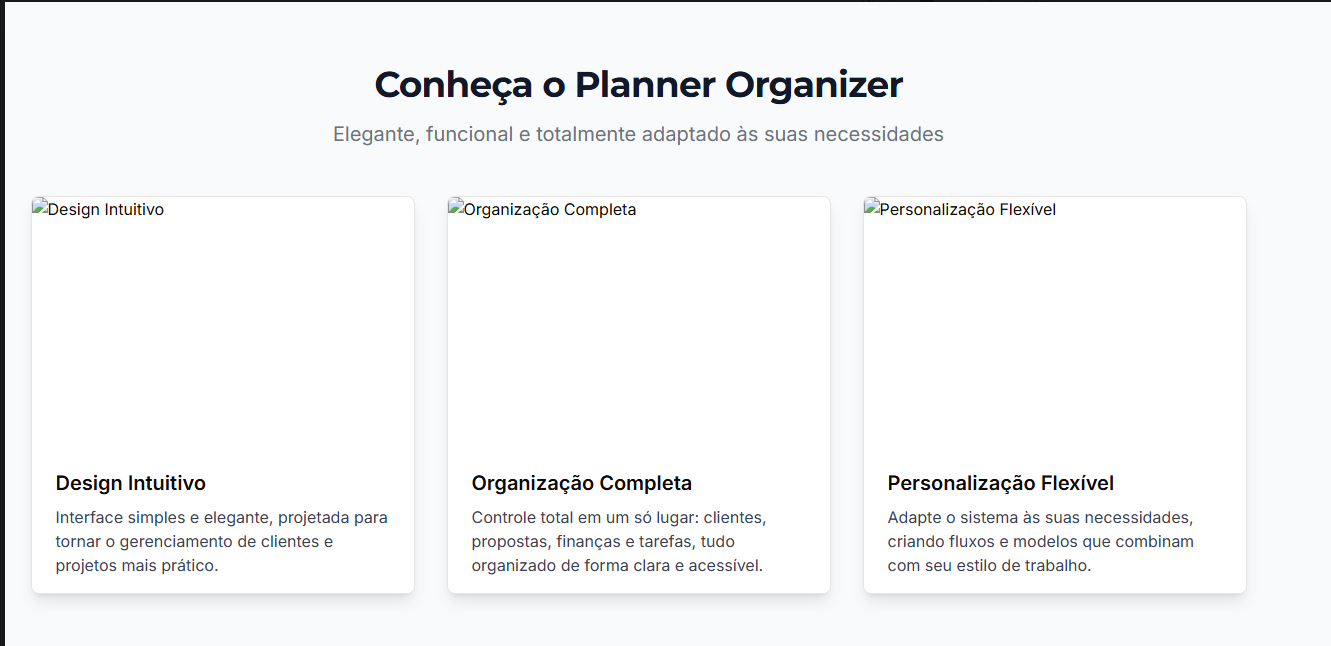 Conheça o Planner Organizer
Elegante, funcional e totalmente adaptado às suas necessidades
Design Intuitivo
Organização Completa
Personalização Flexível
Design Intuitivo
Interface simples e elegante, projetada para
tornar o gerenciamento de clientes e
projetos mais prático.
Organização Completa
Controle total em um só lugar: clientes,
propostas, finanças e tarefas, tudo
organizado de forma clara e acessível.
Personalização Flexível
Adapte o sistema às suas necessidades,
criando fluxos e modelos que combinam
com seu estilo de trabalho.